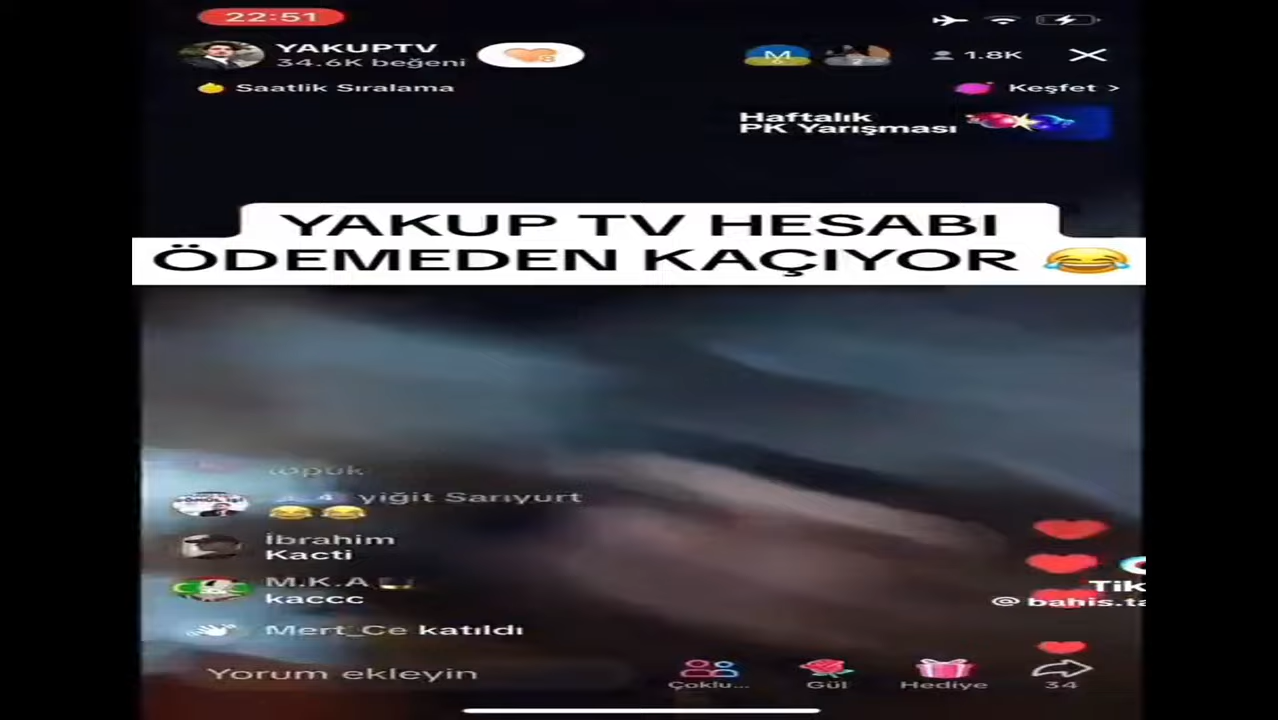 22:51
YAKUPTV
34.6K beğeni
1.8K
Saatlik Sıralama
Keşfet >
Haftalık
PK Yarışması
YAKUP TV HESABI
ÖDEMEDEN KAÇIYOR 😂
yiğit Sarıyurt
😂😂
İbrahim
Kacti
M.K.A
kaccc
Mert_Ce katıldı
Tik
@bahis.ta
Yorum ekleyin
Çoklu...
Gül
Hediye
34